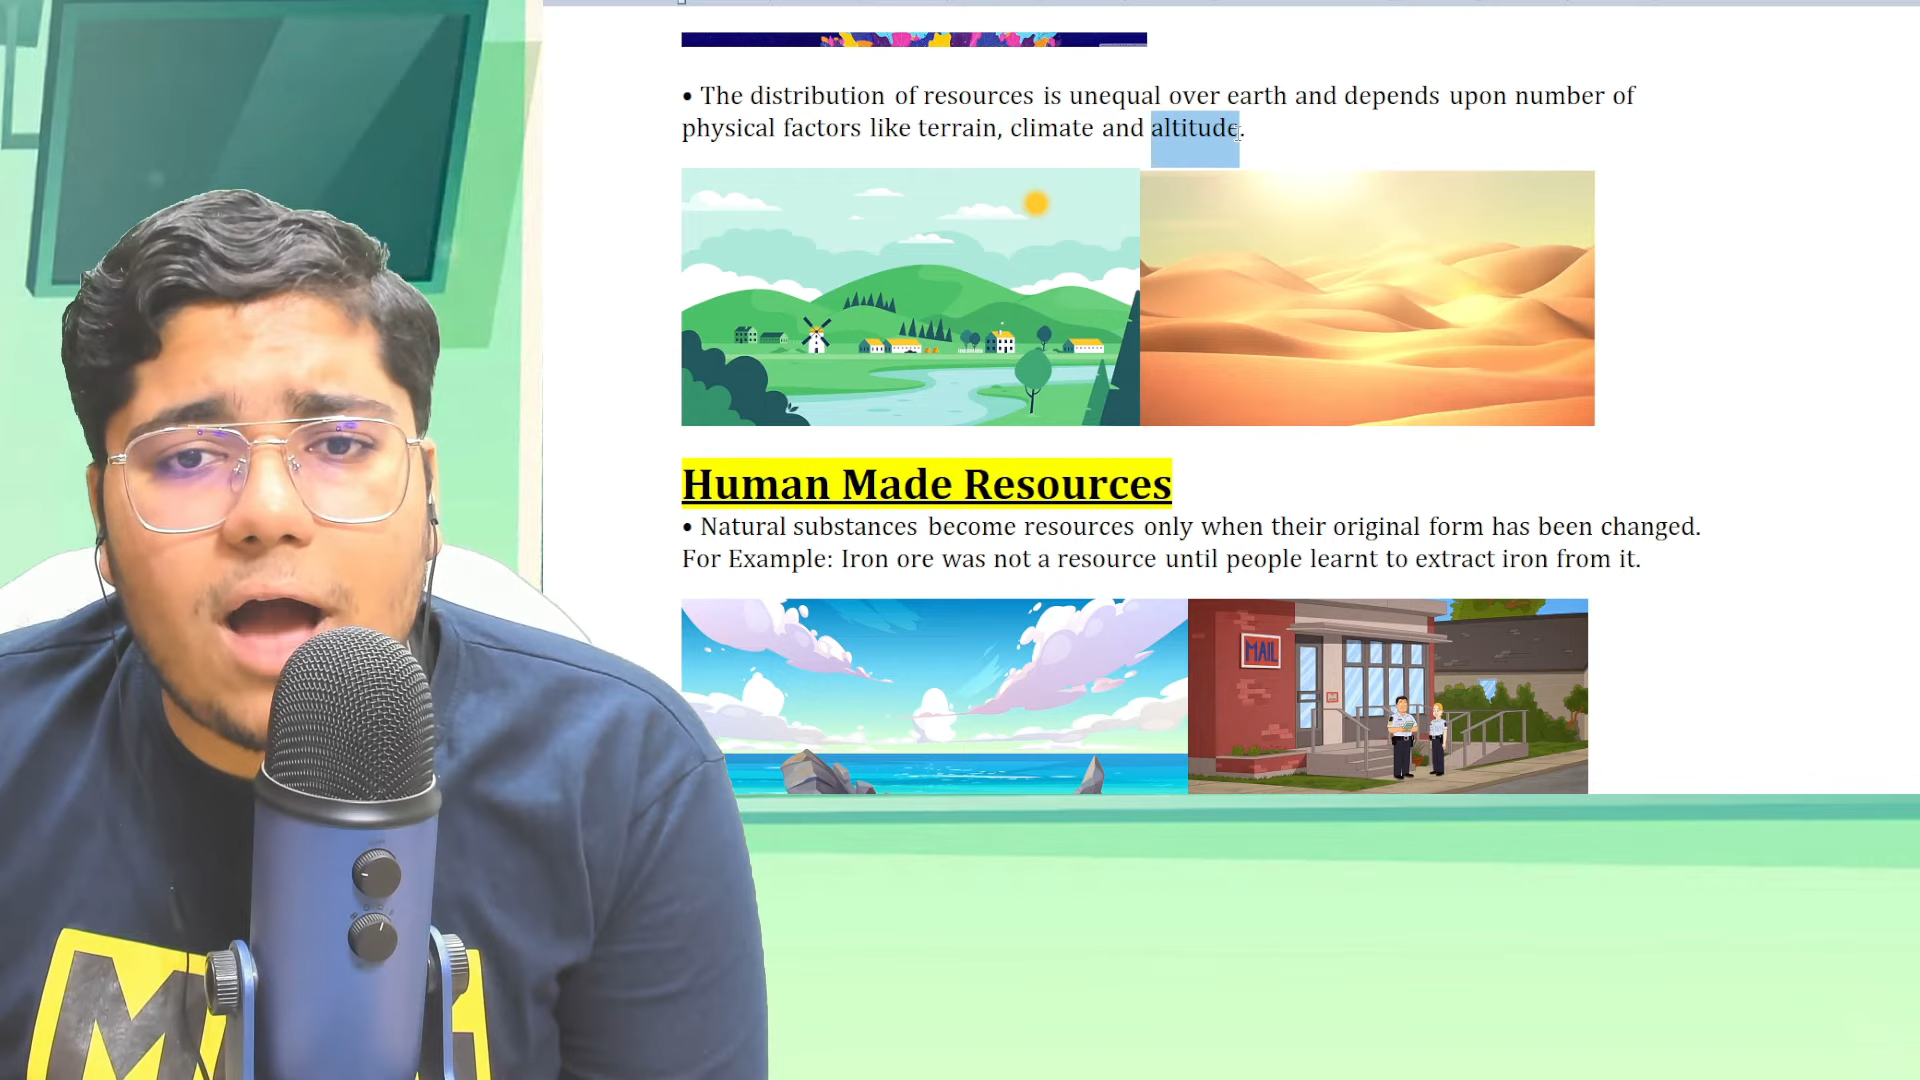 • The distribution of resources is unequal over earth and depends upon number of
physical factors like terrain, climate and altitude.
Human Made Resources
• Natural substances become resources only when their original form has been changed.
For Example: Iron ore was not a resource until people learnt to extract iron from it.
MAIL